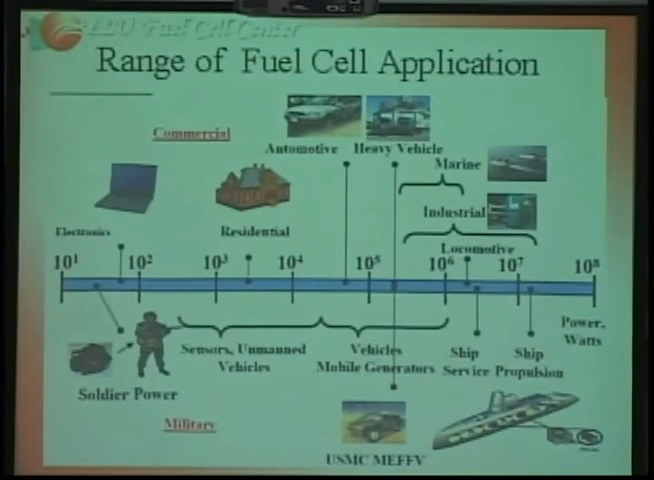 Fuel Cell Center
Range of Fuel Cell Application
Commercial
Automotive Heavy Vehicle
Marine
Industrial
Electronics
Residential
Locomotive
10¹ 10² 10³ 10⁴ 10⁵ 10⁶ 10⁷ 10⁸
Power,
Watts
Sensors, Unmanned
Vehicles
Vehicles
Mobile Generators
Ship
Service
Ship
Propulsion
Soldier Power
Military
USMC MEFFV